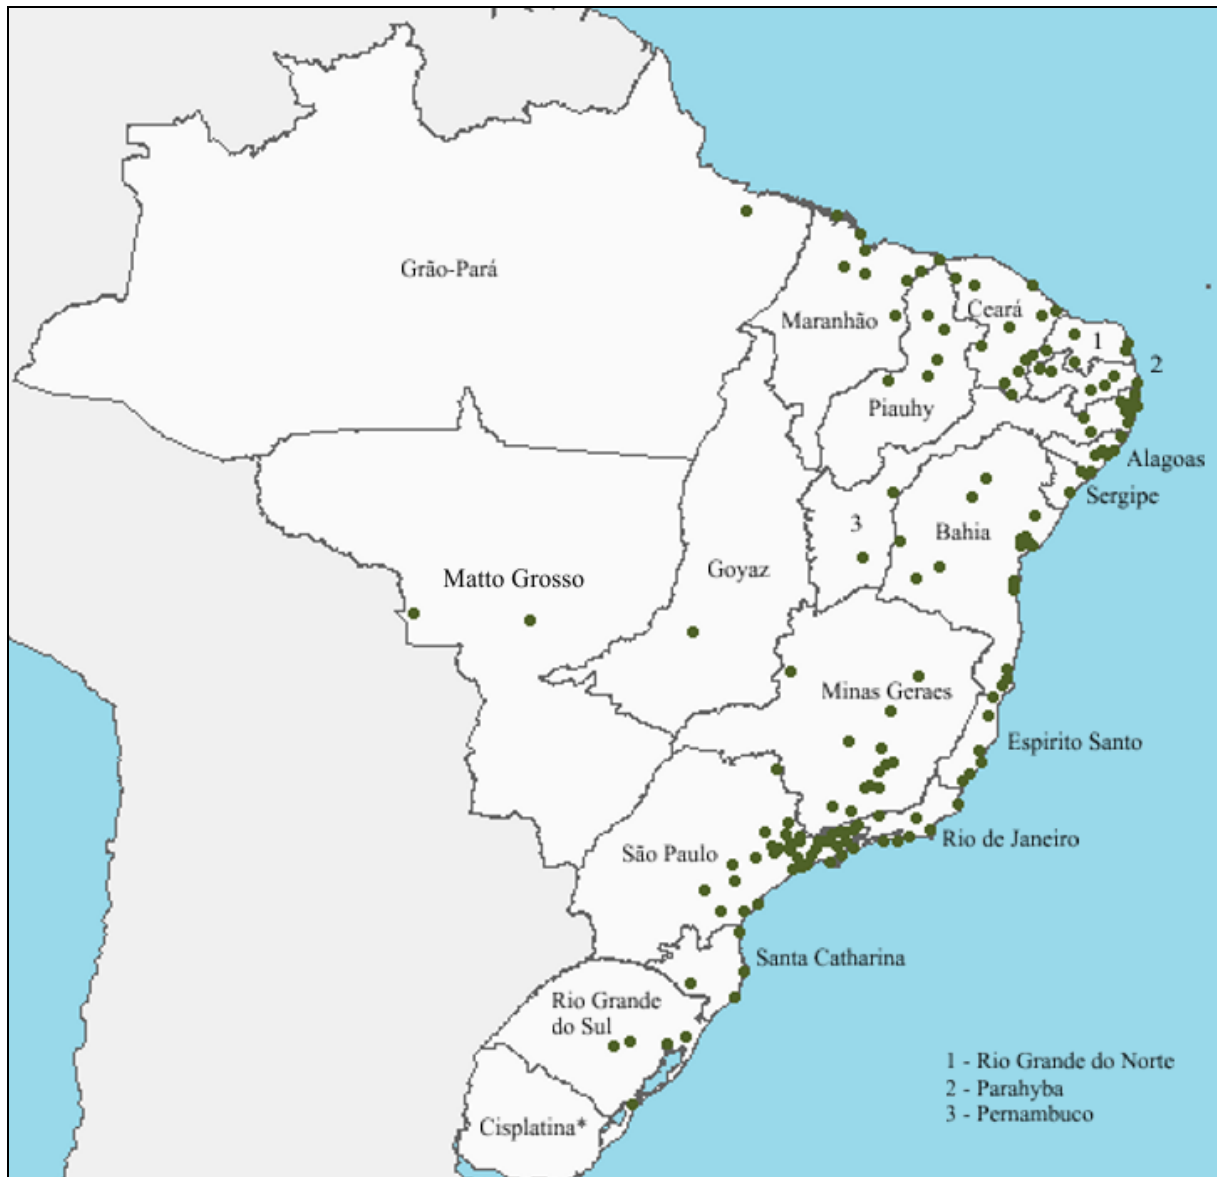 Grão-Pará
Maranhão
Ceará
1
2
Piauhy
Alagoas
Sergipe
3
Bahia
Goyaz
Matto Grosso
Minas Geraes
Espirito Santo
Rio de Janeiro
São Paulo
Santa Catharina
Rio Grande
do Sul
Cisplatina*
1 - Rio Grande do Norte
2 - Parahyba
3 - Pernambuco